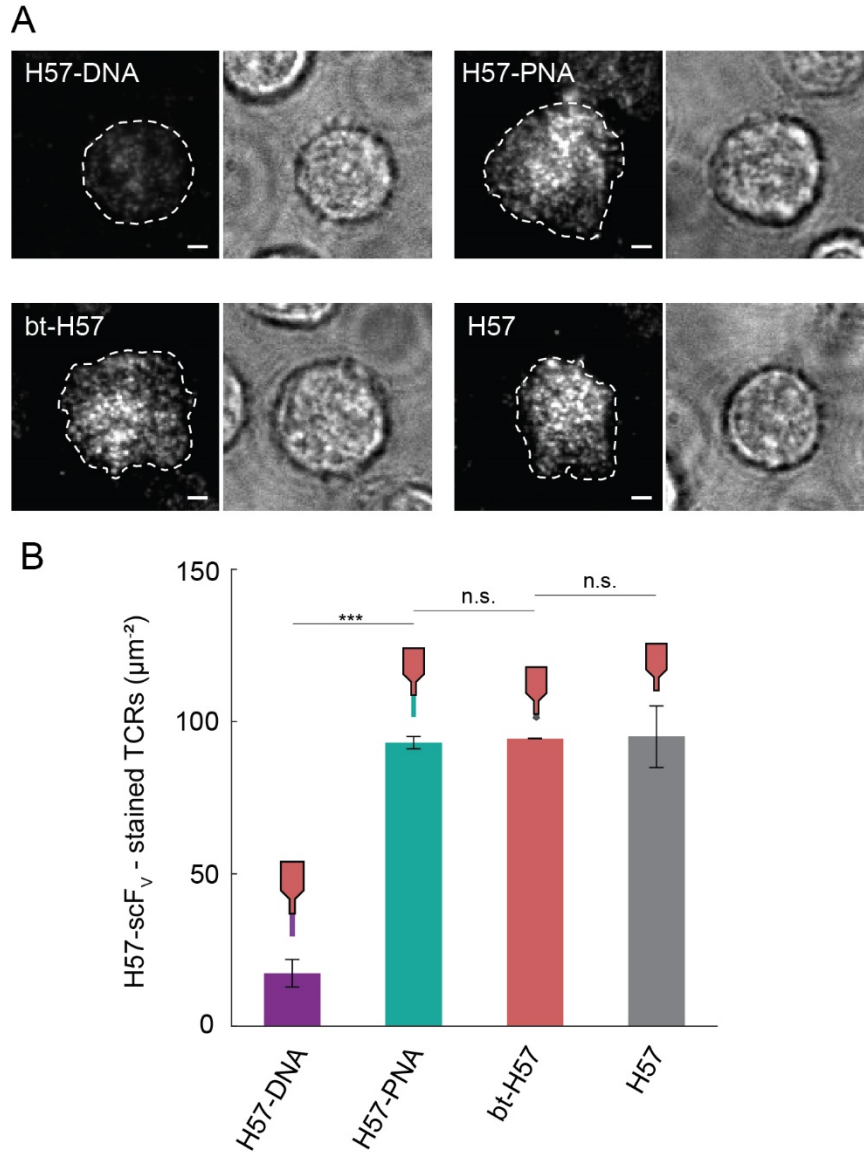 A
H57-DNA
H57-PNA
bt-H57
H57
B
150
100
50
0
H57-scFᵥ - stained TCRs (µm⁻²)
***
n.s.
n.s.
H57-DNA
H57-PNA
bt-H57
H57